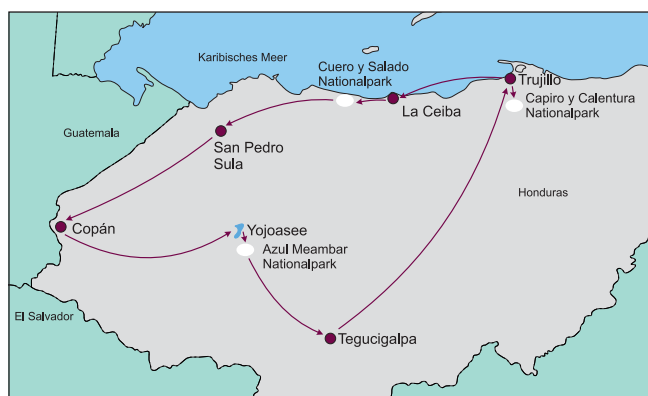 Karibisches Meer
Cuero y Salado
Nationalpark
Trujillo
La Ceiba
Capiro y Calentura
Nationalpark
Guatemala
San Pedro
Sula
Honduras
Copán
Yojoasee
Azul Meambar
Nationalpark
El Salvador
Tegucigalpa